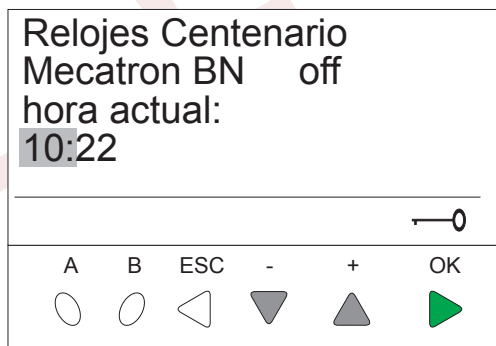 Relojes Centenario
Mecatron BN off
hora actual:
10:22
A B ESC - + OK